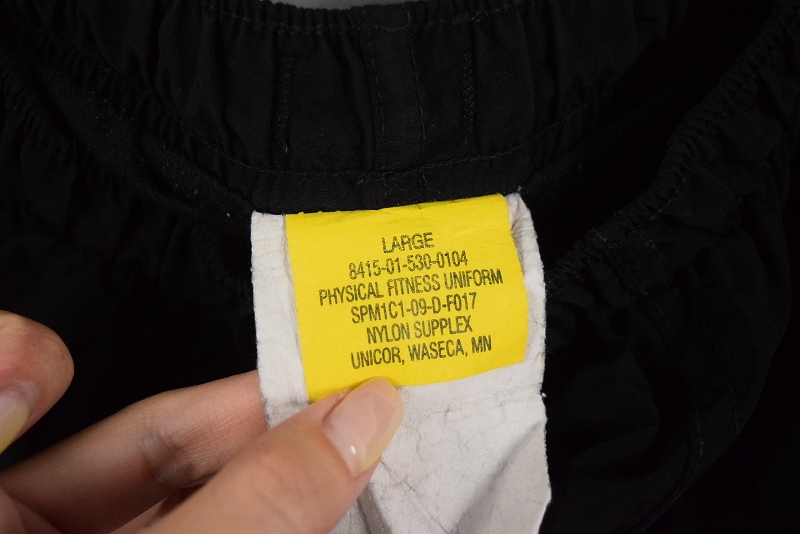 LARGE
8415-01-530-0104
PHYSICAL FITNESS UNIFORM
SPM1C1-09-D-F017
NYLON SUPPLEX
UNICOR, WASECA, MN